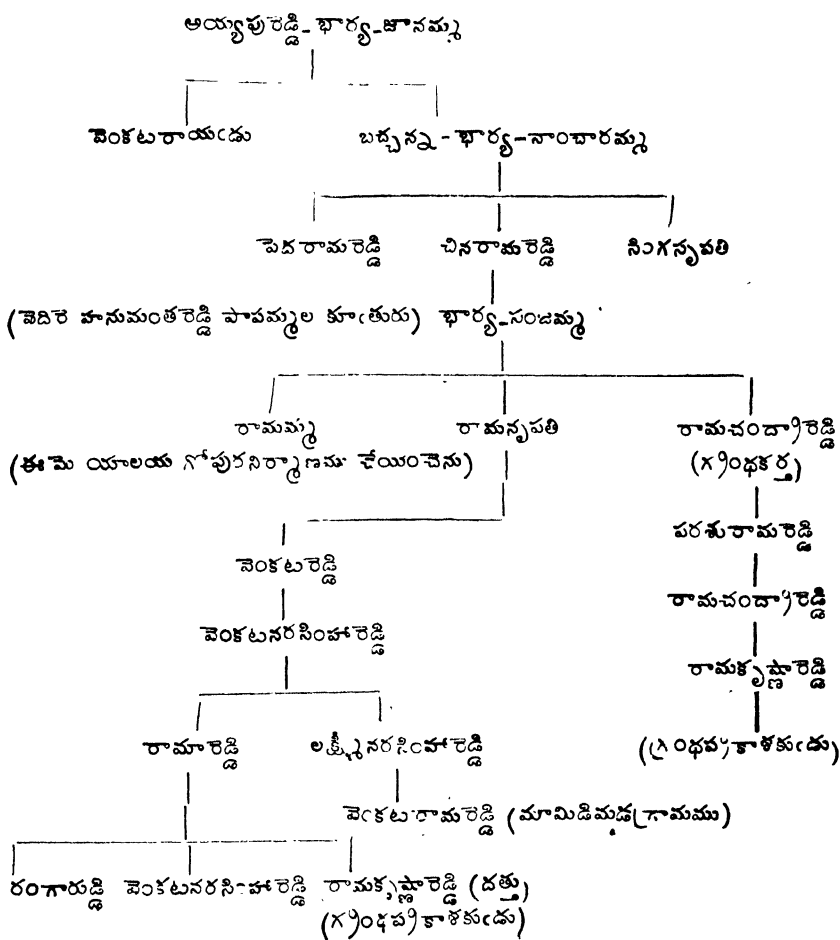 అయ్యపురెడ్డి-భార్య-జానమ్మ
వెంకటరాయఁడు బచ్చన్న-భార్య-నాంచారమ్మ
పెదరామరెడ్డి చినరామరెడ్డి సింగనృపతి
(వెదిరె హనుమంతరెడ్డి పాపమ్మల కూఁతురు) భార్య-సంజమ్మ
రామమ్మ రామనృపతి రామచంద్రారెడ్డి
(ఈమె యాలయ గోపురనిర్మాణము చేయించెను) (గ్రంథకర్త)
పరశురామరెడ్డి
వెంకటరెడ్డి
రామచంద్రారెడ్డి
వెంకటనరసింహారెడ్డి
రామకృష్ణారెడ్డి
రామారెడ్డి లక్ష్మీనరసింహారెడ్డి (గ్రంథప్రకాశకుఁడు)
వెంకటరామరెడ్డి (మామిడిమడగ్రామము)
రంగారుడ్డి వెంకటనరసింహారెడ్డి రామకృష్ణారెడ్డి (దత్తు)
(గ్రంథప్రకాశకుఁడు)